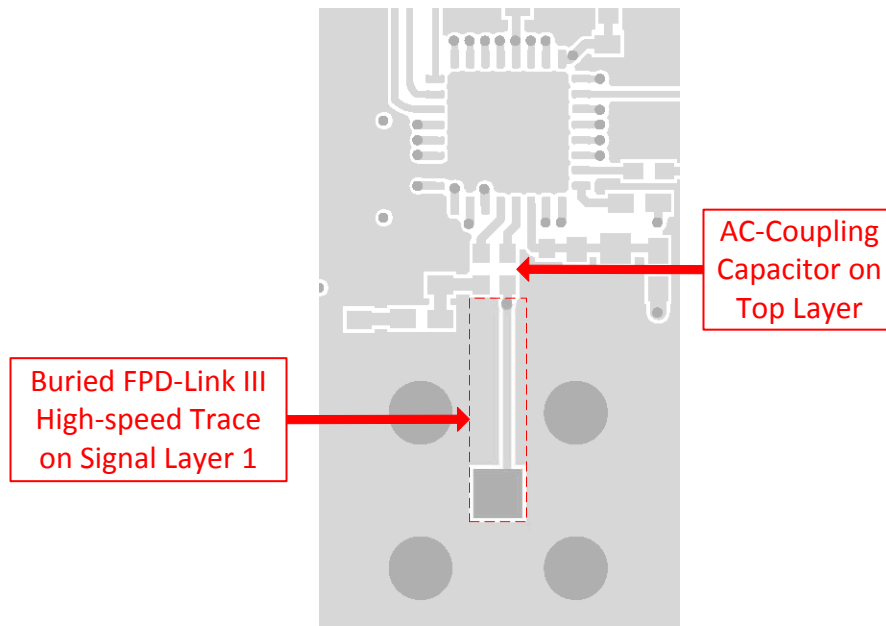 AC-Coupling
Capacitor on
Top Layer
Buried FPD-Link III
High-speed Trace
on Signal Layer 1